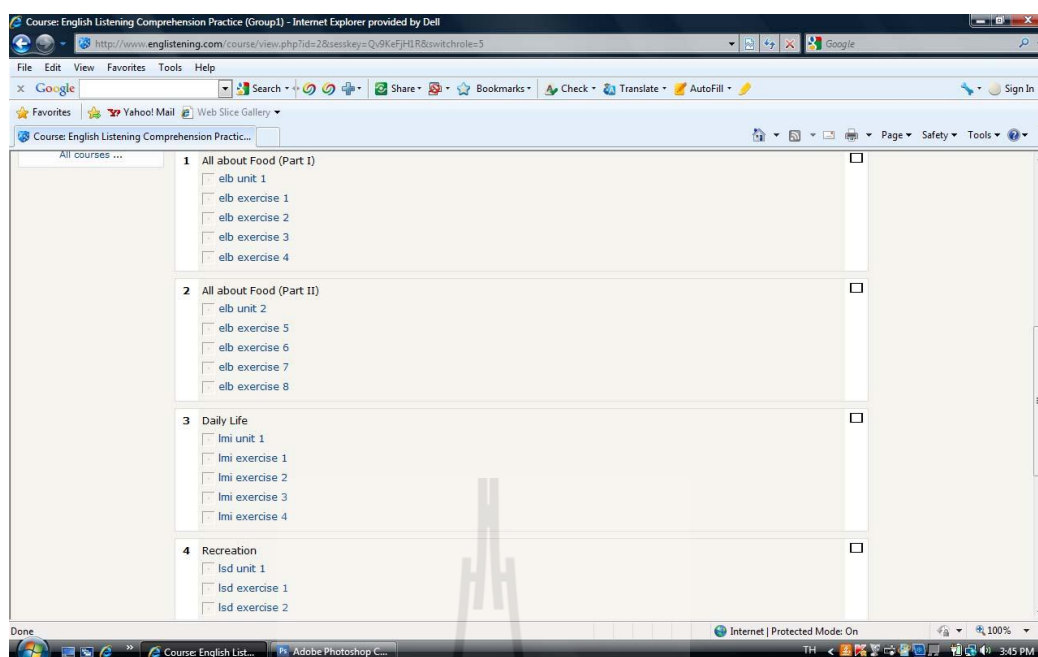 Course: English Listening Comprehension Practice (Group1) - Internet Explorer provided by Dell
http://www.englistening.com/course/view.php?id=2&sesskey=Qv9KeFjH1R&switchrole=5
Google
File Edit View Favorites Tools Help
x Google Search Share Bookmarks Check Translate AutoFill Sign In
Favorites Yahoo! Mail Web Slice Gallery
Course: English Listening Comprehension Practic... Page Safety Tools
All courses ...
1 All about Food (Part I)
elb unit 1
elb exercise 1
elb exercise 2
elb exercise 3
elb exercise 4
2 All about Food (Part II)
elb unit 2
elb exercise 5
elb exercise 6
elb exercise 7
elb exercise 8
3 Daily Life
lmi unit 1
lmi exercise 1
lmi exercise 2
lmi exercise 3
lmi exercise 4
4 Recreation
lsd unit 1
lsd exercise 1
lsd exercise 2
Done Internet | Protected Mode: On 100%
Course: English List... Ps Adobe Photoshop C... TH 3:45 PM